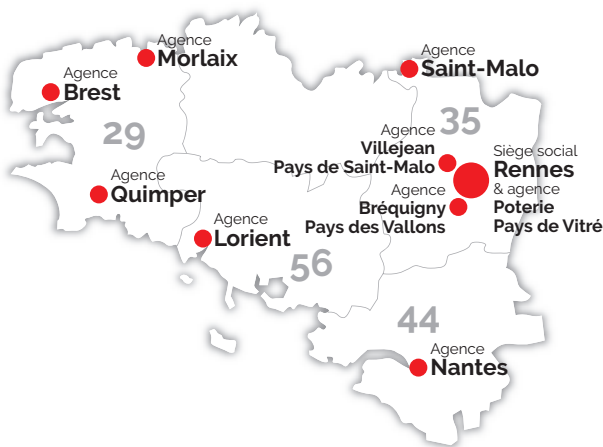 Agence
Morlaix
Agence
Saint-Malo
Agence
Brest
29
35
Agence
Villejean
Pays de Saint-Malo
Siège social
Rennes
& agence
Poterie
Pays de Vitré
Agence
Quimper
Agence
Bréquigny
Pays des Vallons
Agence
Lorient
56
44
Agence
Nantes